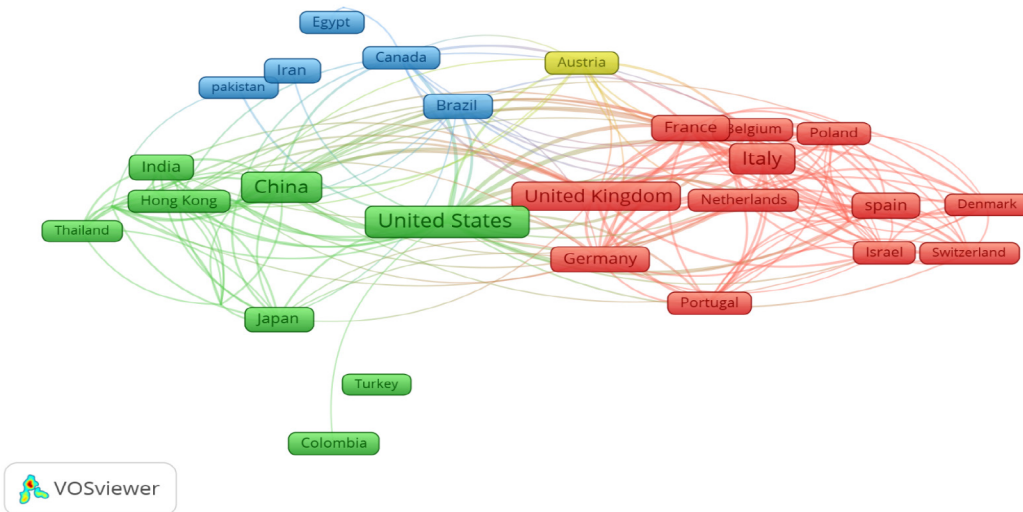 Egypt
Canada
Austria
Iran
pakistan
Brazil
France
Belgium
Poland
India
Italy
China
Hong Kong
United Kingdom
Netherlands
spain
Denmark
United States
Thailand
Germany
Israel
Switzerland
Portugal
Japan
Turkey
Colombia
VOSviewer